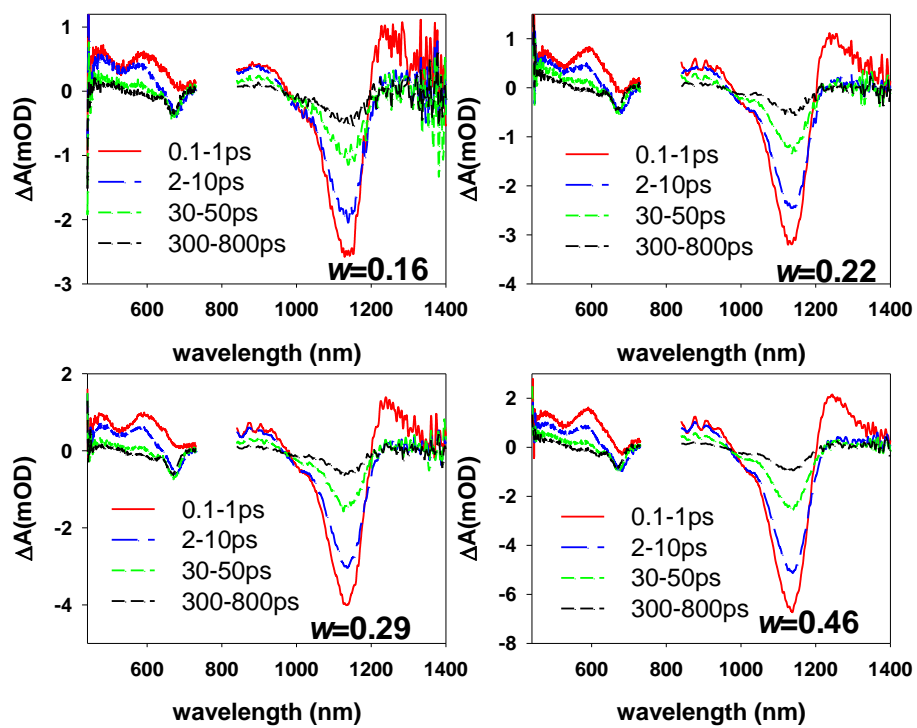 1
0
-1
-2
-3
ΔA(mOD)
0.1-1ps
2-10ps
30-50ps
300-800ps
w=0.16
600 800 1000 1200 1400
wavelength (nm)
1
0
-1
-2
-3
-4
ΔA(mOD)
0.1-1ps
2-10ps
30-50ps
300-800ps
w=0.22
600 800 1000 1200 1400
wavelength (nm)
2
0
-2
-4
ΔA(mOD)
0.1-1ps
2-10ps
30-50ps
300-800ps
w=0.29
600 800 1000 1200 1400
wavelength (nm)
2
0
-2
-4
-6
-8
ΔA(mOD)
0.1-1ps
2-10ps
30-50ps
300-800ps
w=0.46
600 800 1000 1200 1400
wavelength (nm)